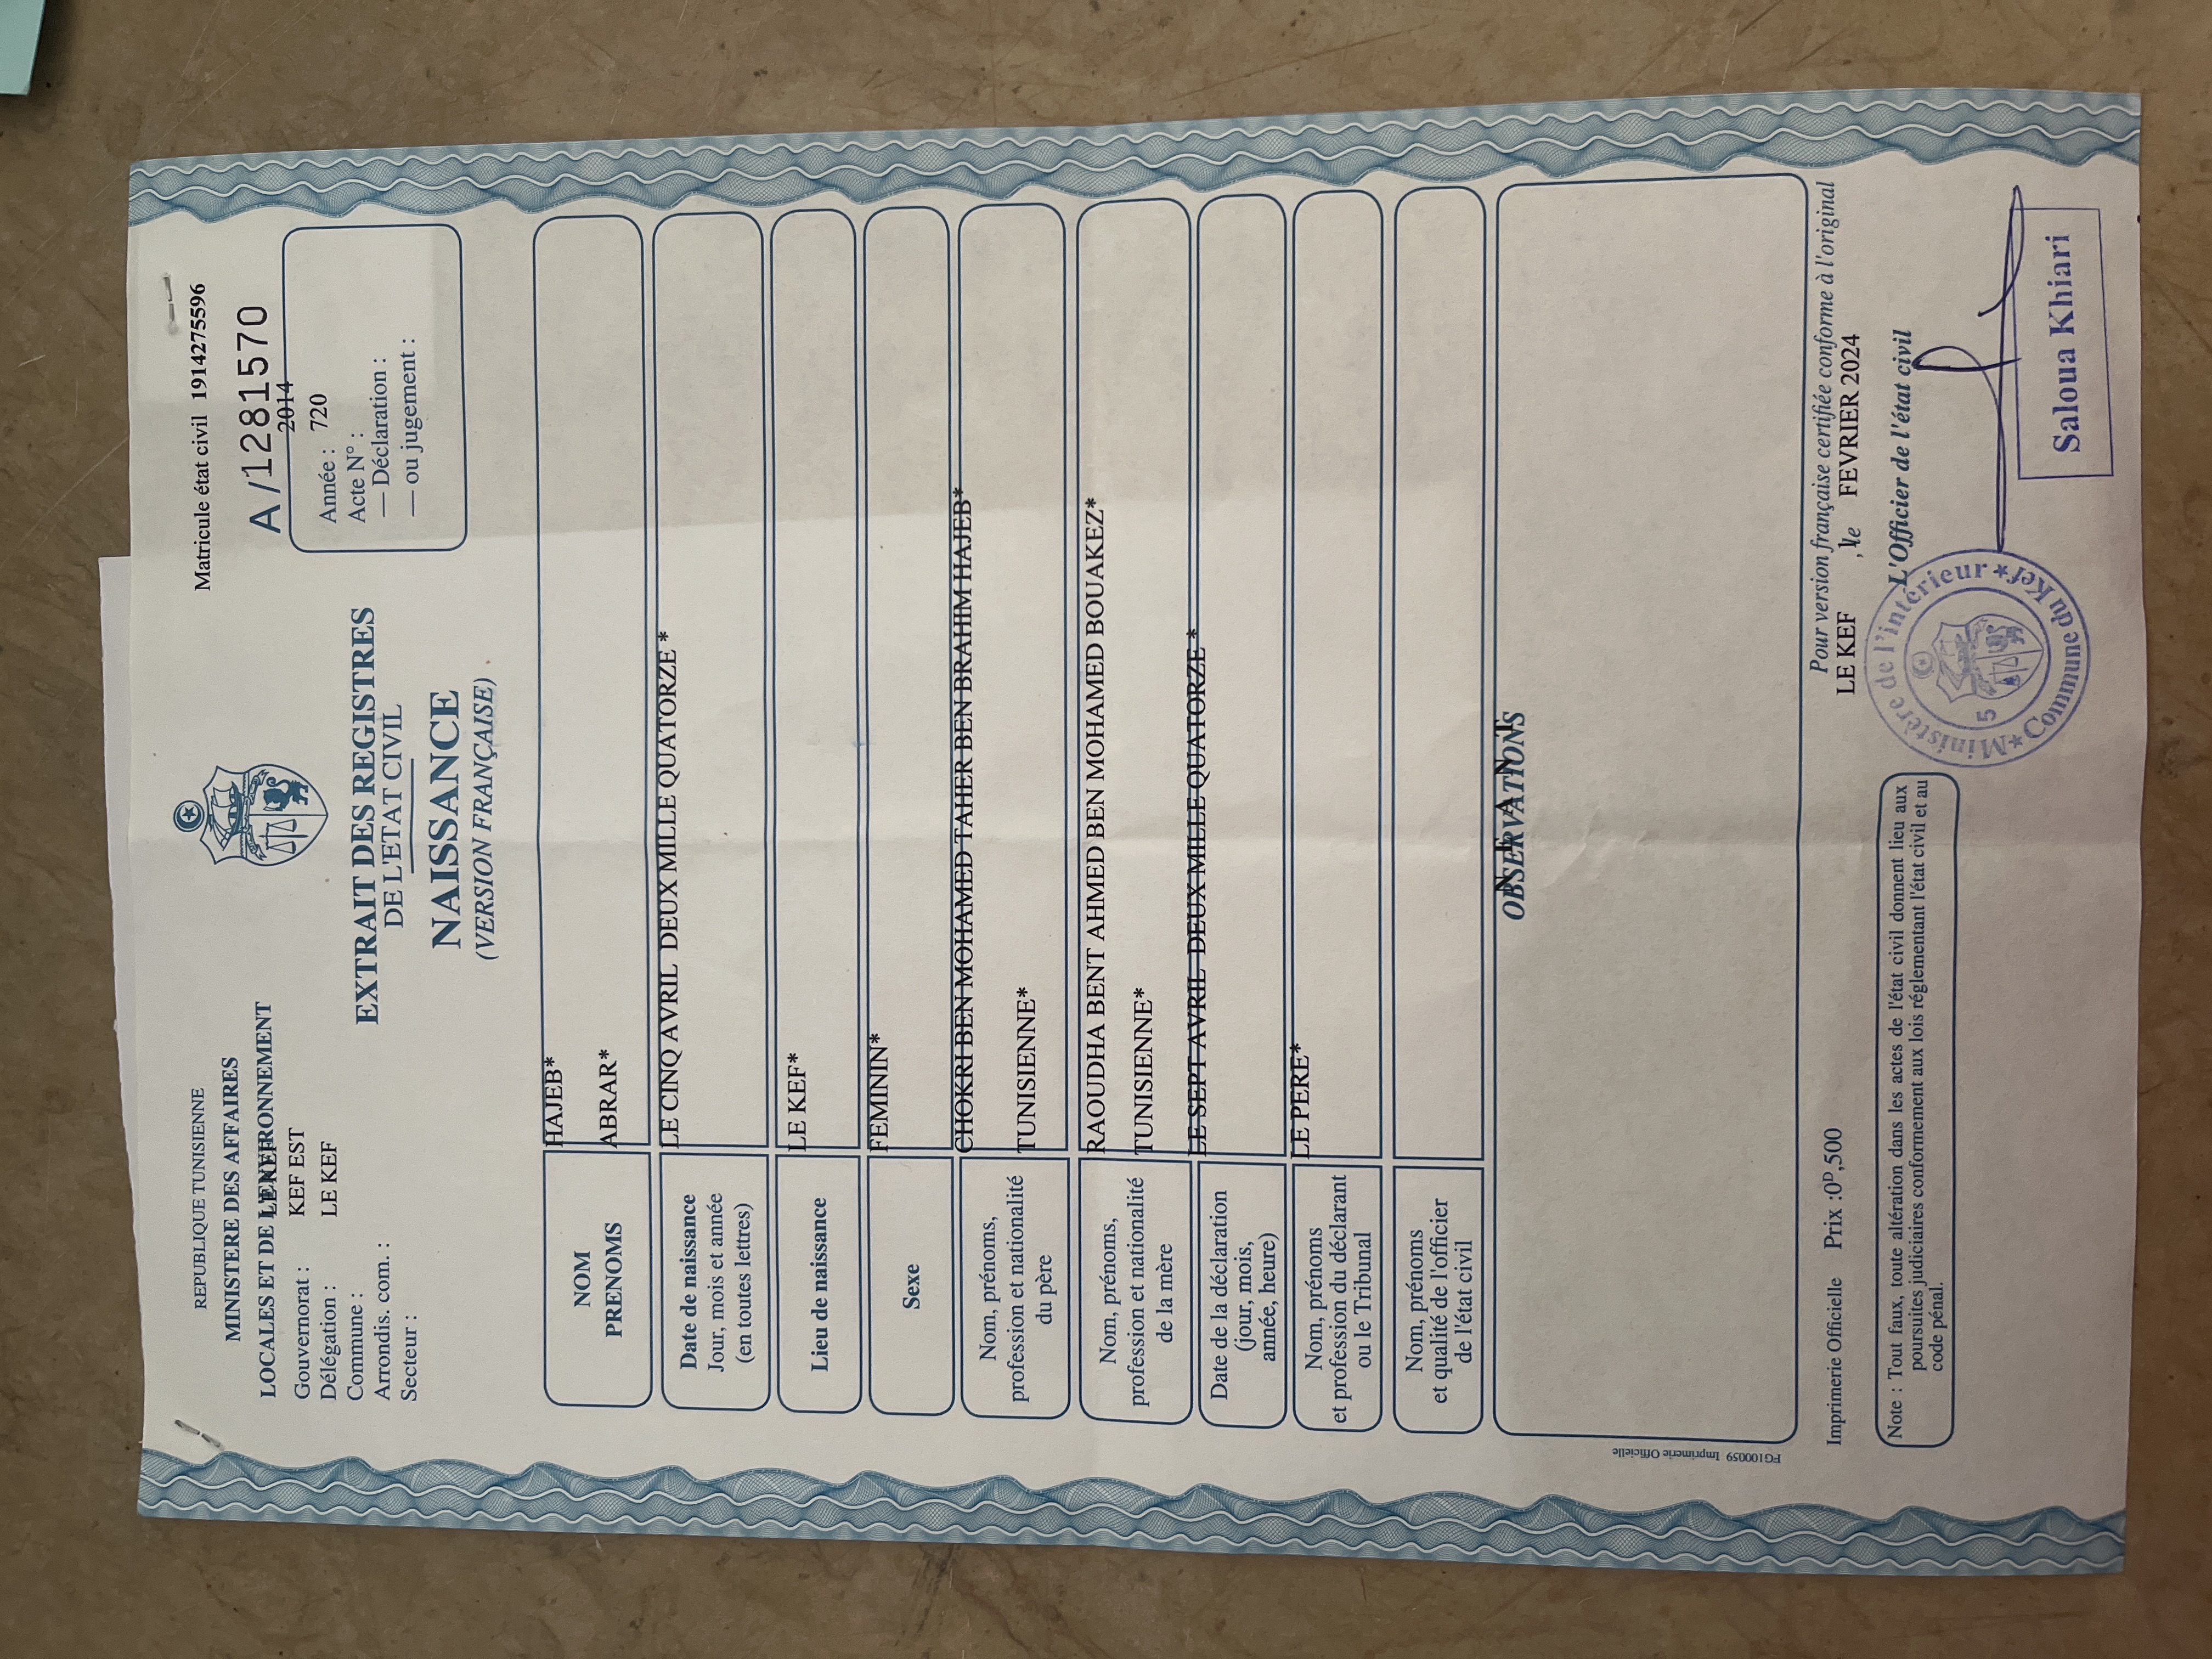 REPUBLIQUE TUNISIENNE
MINISTERE DES AFFAIRES
LOCALES ET DE L'ENVIRONNEMENT
LE KEF
Gouvernorat : KEF EST
Délégation : LE KEF
Commune :
Arrondis. com. :
Secteur :
Matricule état civil 1914275596
A/1281570
2014
Année : 720
Acte N° :
— Déclaration :
— ou jugement :
EXTRAIT DES REGISTRES
DE L'ETAT CIVIL
NAISSANCE
(VERSION FRANÇAISE)
NOM HAJEB*
PRENOMS ABRAR*
Date de naissance
Jour, mois et année
(en toutes lettres)
LE CINQ AVRIL DEUX MILLE QUATORZE *
Lieu de naissance
LE KEF*
Sexe
FEMININ*
Nom, prénoms,
profession et nationalité
du père
CHOKRI BEN MOHAMED TAHER BEN BRAHIM HAJEB*
TUNISIENNE*
Nom, prénoms,
profession et nationalité
de la mère
RAOUDHA BENT AHMED BEN MOHAMED BOUAKEZ*
TUNISIENNE*
Date de la déclaration
(jour, mois,
année, heure)
LE SEPT AVRIL DEUX MILLE QUATORZE *
Nom, prénoms
et profession du déclarant
ou le Tribunal
LE PERE*
Nom, prénoms
et qualité de l'officier
de l'état civil
OBSERVATIONS
N E A N T
FG100059 Imprimerie Officielle
Imprimerie Officielle Prix :0ᴰ,500
Pour version française certifiée conforme à l'original
LE KEF , le FEVRIER 2024
L'Officier de l'état civil
Note : Tout faux, toute altération dans les actes de l'état civil donnent lieu aux
poursuites judiciaires conformement aux lois réglementant l'état civil et au
code pénal.
Ministère de l'intérieur
5
*Commune du Kef*
Saloua Khiari